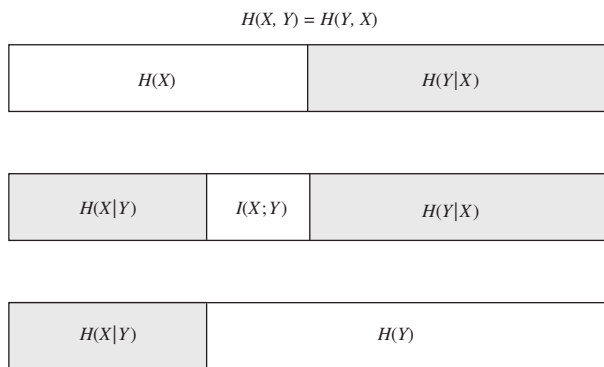 H(X, Y) = H(Y, X)
H(X) H(Y|X)
H(X|Y) I(X;Y) H(Y|X)
H(X|Y) H(Y)